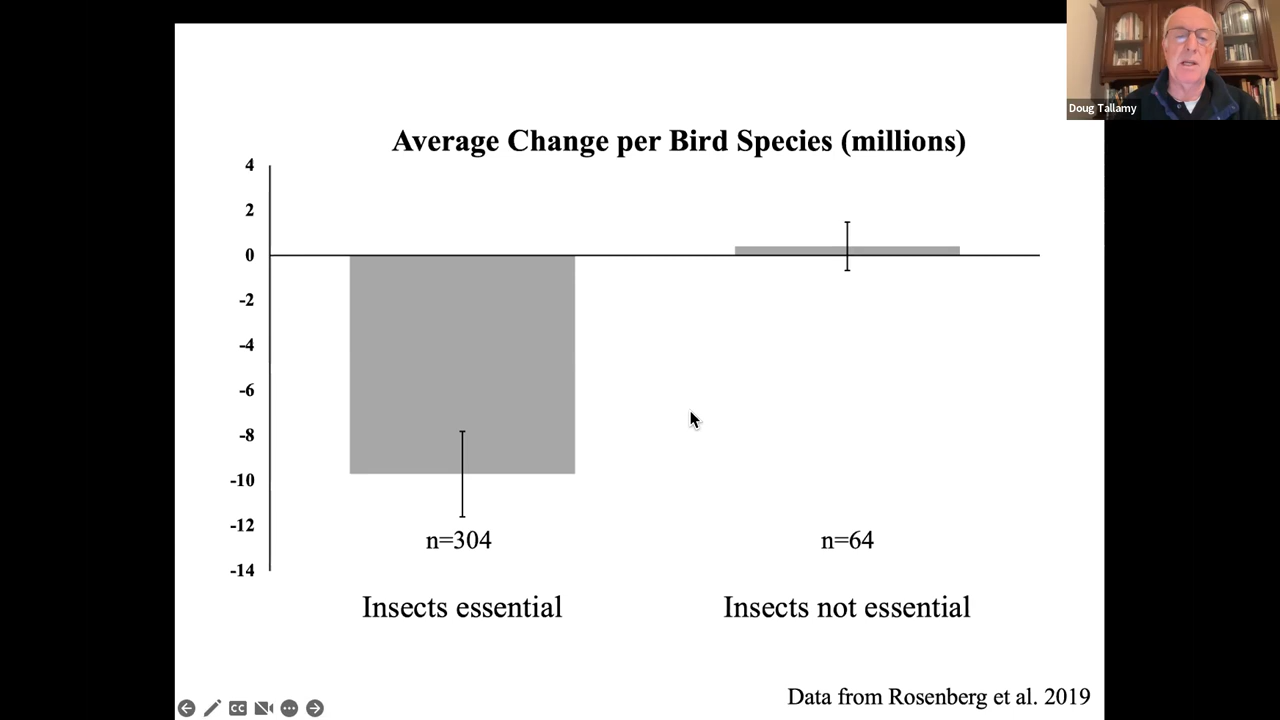 Doug Tallamy
Average Change per Bird Species (millions)
4
2
0
-2
-4
-6
-8
-10
-12
-14
n=304
n=64
Insects essential
Insects not essential
Data from Rosenberg et al. 2019
CC